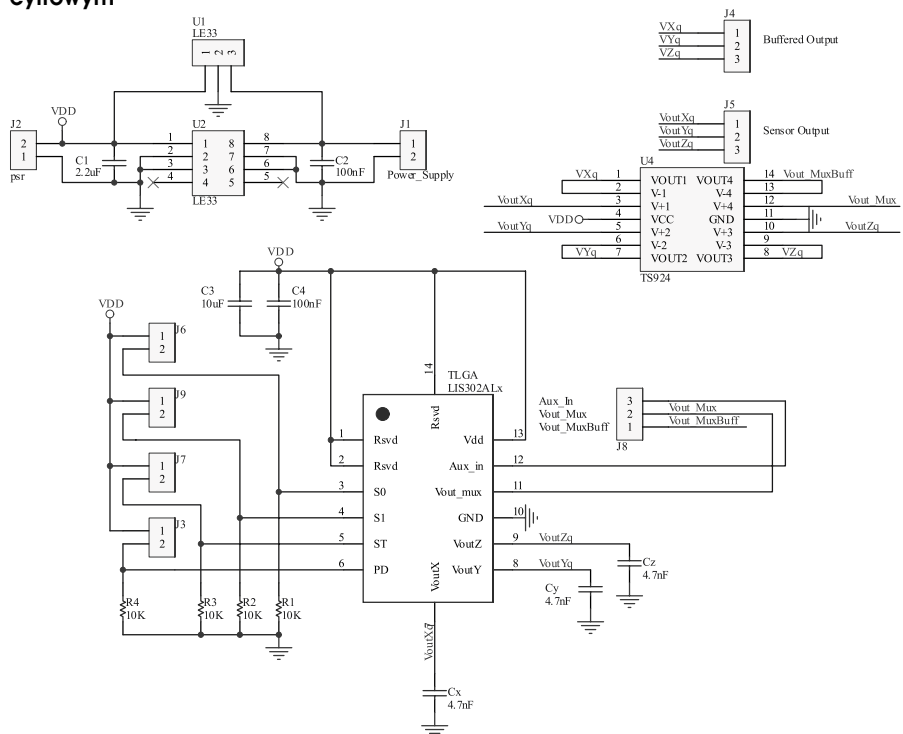 cyfrowym
U1
LE33
1 2 3
J4
VXq 1
VYq 2
VZq 3
Buffered Output
J5
VoutXq 1
VoutYq 2
VoutZq 3
Sensor Output
J2
2
1
psr
VDD
C1
2.2uF
U2
1 1 8 8
2 2 7 7
3 3 6 6
4 4 5 5
LE33
C2
100nF
J1
1
2
Power_Supply
U4
VXq 1 VOUT1 VOUT4 14 Vout_MuxBuff
2 V-1 V-4 13
VoutXq 3 V+1 V+4 12 Vout_Mux
VDD 4 VCC GND 11
VoutYq 5 V+2 V+3 10 VoutZq
6 V-2 V-3 9
VYq 7 VOUT2 VOUT3 8 VZq
TS924
VDD
C3
10uF
C4
100nF
VDD
J6
1
2
J9
1
2
J7
1
2
J3
1
2
TLGA
LIS302ALx
14 Rsvd
1 Rsvd Vdd 13
2 Rsvd Aux_in 12
3 S0 Vout_mux 11
4 S1 GND 10
5 ST VoutZ 9 VoutZq
6 PD VoutY 8 VoutYq
VoutX
7
VoutXq
Aux_In 3
Vout_Mux 2 Vout_Mux
Vout_MuxBuff 1 Vout_MuxBuff
J8
Cz
4.7nF
Cy
4.7nF
R4
10K
R3
10K
R2
10K
R1
10K
Cx
4.7nF